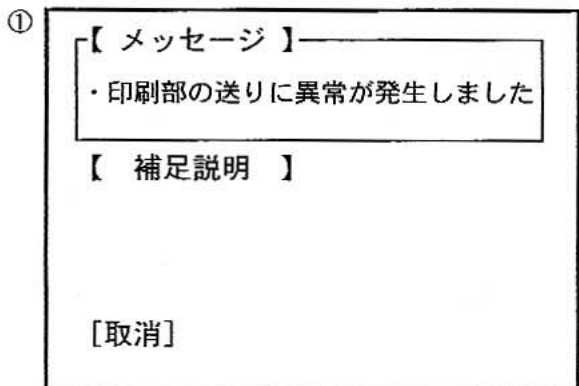 ①
【 メッセージ 】
・印刷部の送りに異常が発生しました
【 補足説明 】
[取消]